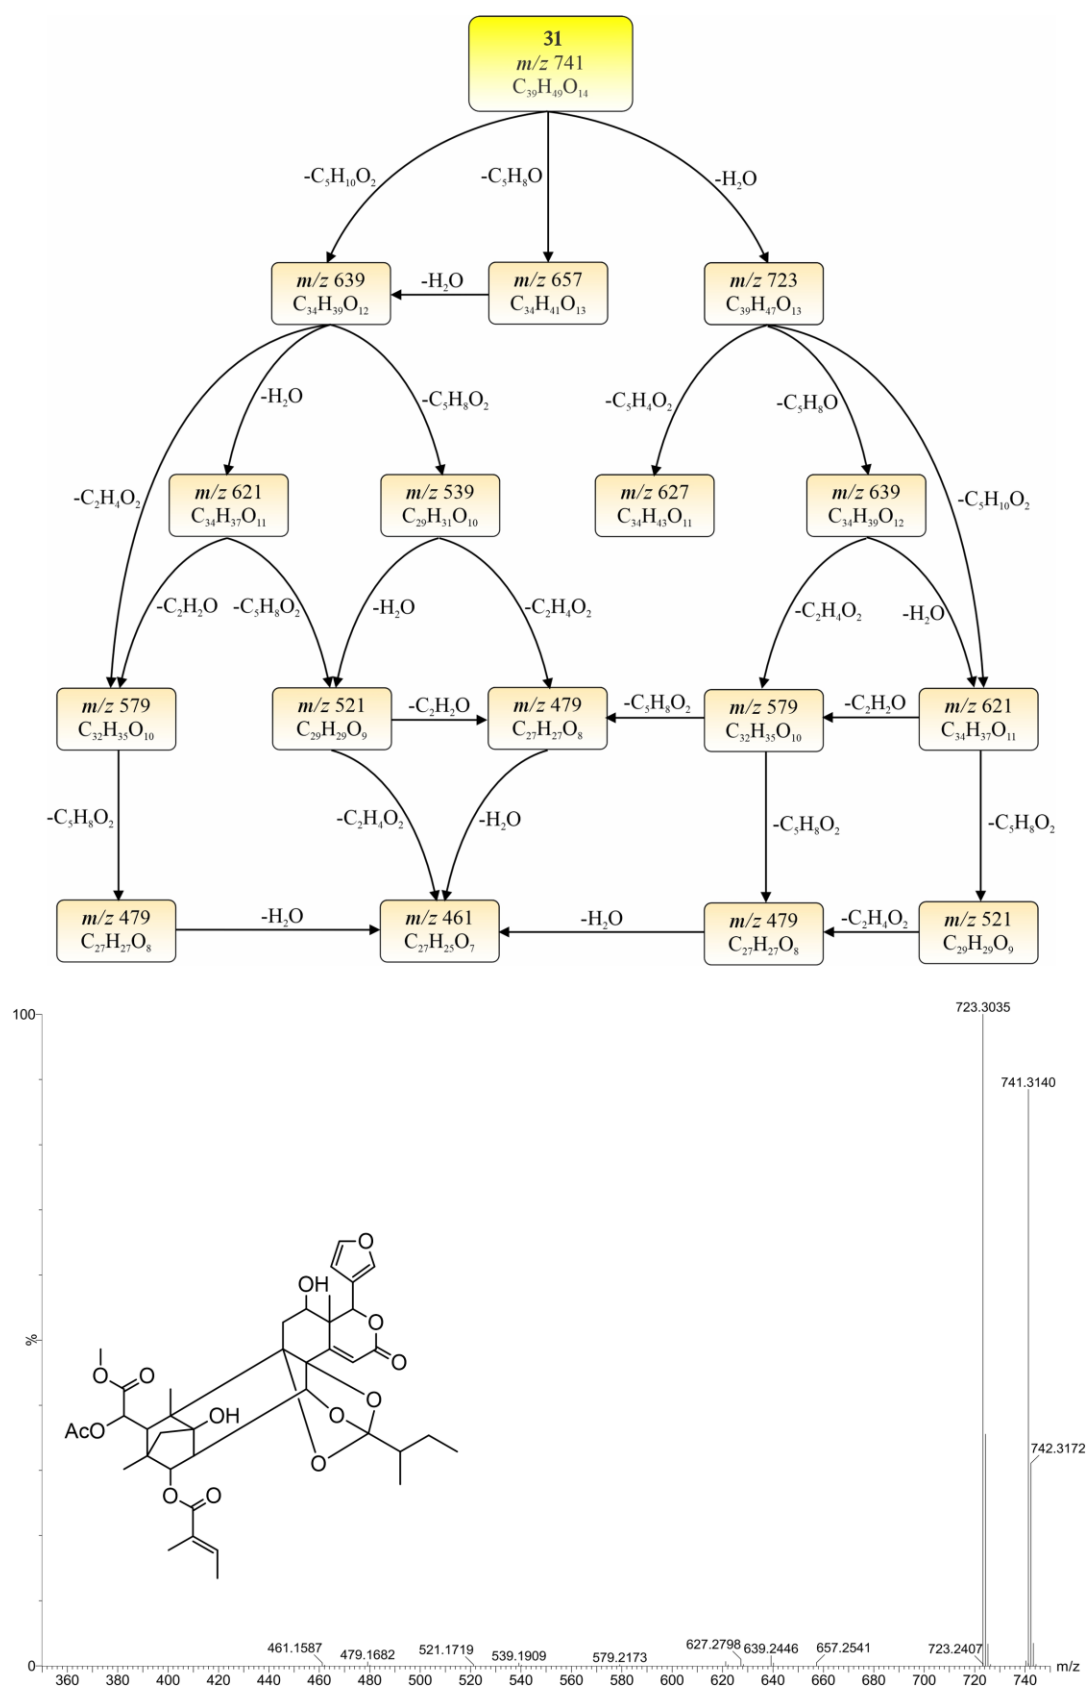 31
m/z 741
C₃₉H₄₉O₁₄
-C₅H₁₀O₂
-C₅H₈O
-H₂O
m/z 639
C₃₄H₃₉O₁₂
-H₂O
m/z 657
C₃₄H₄₁O₁₃
m/z 723
C₃₉H₄₇O₁₃
-H₂O
-C₅H₈O₂
-C₅H₄O₂
-C₅H₈O
-C₂H₄O₂
m/z 621
C₃₄H₃₇O₁₁
m/z 539
C₂₉H₃₁O₁₀
m/z 627
C₃₄H₄₃O₁₁
m/z 639
C₃₄H₃₉O₁₂
-C₅H₁₀O₂
-C₂H₂O
-C₅H₈O₂
-H₂O
-C₂H₄O₂
-C₂H₄O₂
-H₂O
m/z 579
C₃₂H₃₅O₁₀
m/z 521
C₂₉H₂₉O₉
-C₂H₂O
m/z 479
C₂₇H₂₇O₈
-C₅H₈O₂
m/z 579
C₃₂H₃₅O₁₀
-C₂H₂O
m/z 621
C₃₄H₃₇O₁₁
-C₅H₈O₂
-C₂H₄O₂
-H₂O
-C₅H₈O₂
-C₅H₈O₂
m/z 479
C₂₇H₂₇O₈
-H₂O
m/z 461
C₂₇H₂₅O₇
-H₂O
m/z 479
C₂₇H₂₇O₈
-C₂H₄O₂
m/z 521
C₂₉H₂₉O₉
100
723.3035
741.3140
O
OH
O
O
%
O
O
OH
O
AcO
O
O
742.3172
O
O
461.1587
479.1682
521.1719
539.1909
579.2173
627.2798
639.2446
657.2541
723.2407
0
m/z
360 380 400 420 440 460 480 500 520 540 560 580 600 620 640 660 680 700 720 740